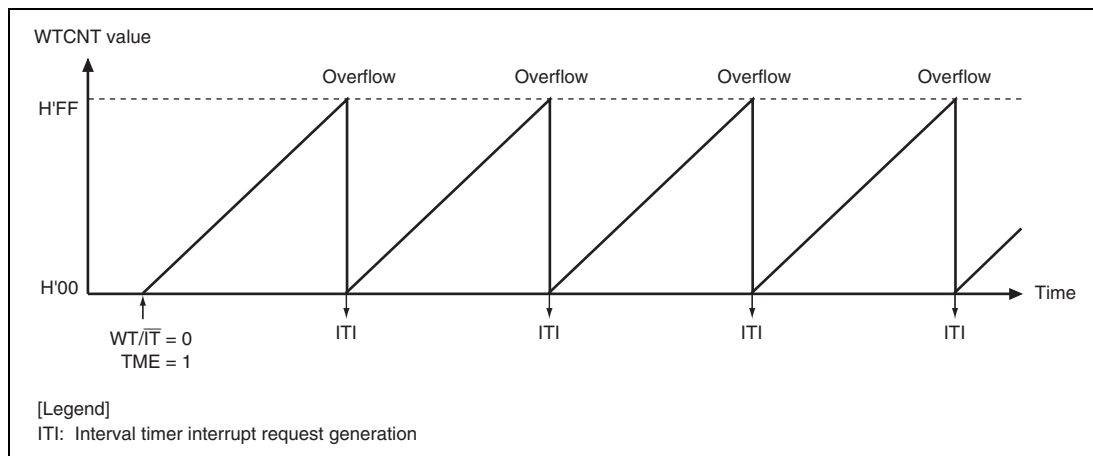 WTCNT value
Overflow Overflow Overflow Overflow
H'FF
H'00
Time
WT/I̅T̅ = 0
TME = 1
ITI ITI ITI ITI
[Legend]
ITI: Interval timer interrupt request generation